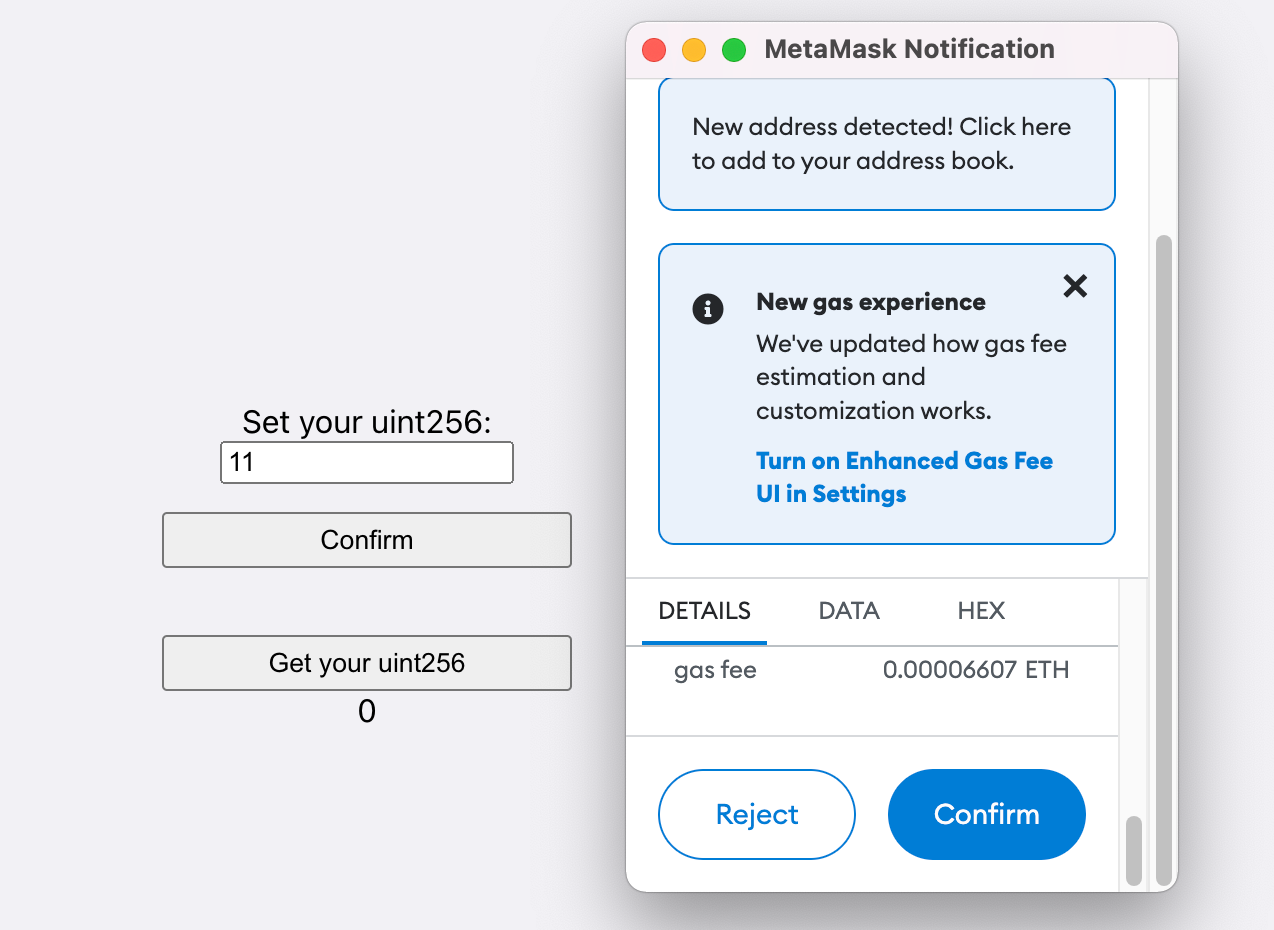 Set your uint256:
11
Confirm
Get your uint256
0
MetaMask Notification
New address detected! Click here
to add to your address book.
New gas experience
We've updated how gas fee
estimation and
customization works.
Turn on Enhanced Gas Fee
UI in Settings
DETAILS DATA HEX
gas fee 0.00006607 ETH
Reject Confirm